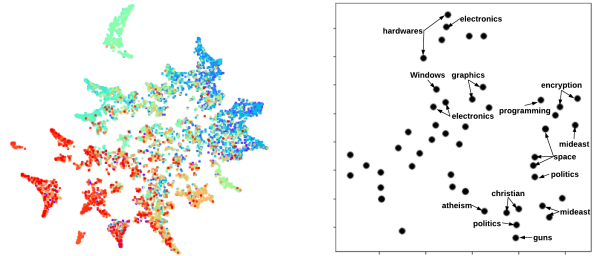 hardwares
electronics
Windows
graphics
electronics
encryption
programming
mideast
space
politics
christian
atheism
mideast
politics
guns